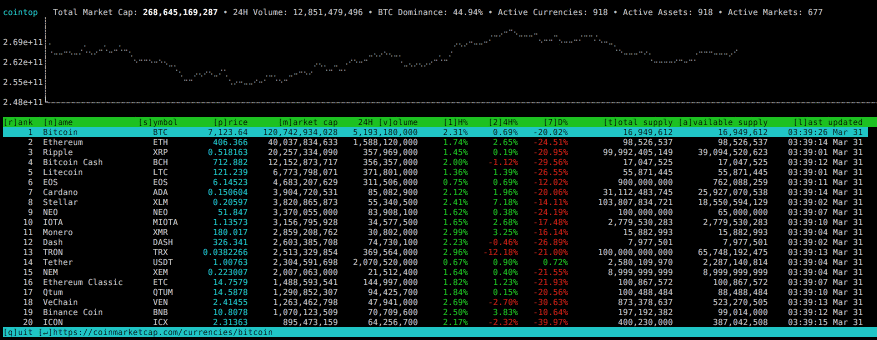 cointop Total Market Cap: 268,645,169,287 • 24H Volume: 12,851,479,496 • BTC Dominance: 44.94% • Active Currencies: 918 • Active Assets: 918 • Active Markets: 677
2.69e+11
2.62e+11
2.55e+11
2.48e+11
[r]ank [n]ame [s]ymbol [p]rice [m]arket cap 24H [v]olume [1]H% [2]4H% [7]D% [t]otal supply [a]vailable supply [l]ast updated
1 Bitcoin BTC 7,123.64 120,742,934,028 5,193,180,000 2.31% 0.69% -20.02% 16,949,612 16,949,612 03:39:26 Mar 31
2 Ethereum ETH 406.366 40,037,834,633 1,588,120,000 1.74% 2.65% -24.51% 98,526,537 98,526,537 03:39:14 Mar 31
3 Ripple XRP 0.518163 20,257,334,090 357,969,000 1.45% 0.19% -20.95% 99,992,405,149 39,094,520,623 03:39:01 Mar 31
4 Bitcoin Cash BCH 712.882 12,152,873,717 356,357,000 2.00% -1.12% -29.56% 17,047,525 17,047,525 03:39:12 Mar 31
5 Litecoin LTC 121.239 6,773,798,071 371,801,000 1.36% 1.39% -26.55% 55,871,445 55,871,445 03:39:01 Mar 31
6 EOS EOS 6.14523 4,683,207,629 311,506,000 0.75% 0.69% -12.02% 900,000,000 762,088,259 03:39:11 Mar 31
7 Cardano ADA 0.150604 3,904,720,531 85,082,900 2.12% 1.96% -20.06% 31,112,483,745 25,927,070,538 03:39:14 Mar 31
8 Stellar XLM 0.20597 3,820,865,873 55,340,500 2.41% 7.18% -14.11% 103,807,834,721 18,550,594,129 03:39:02 Mar 31
9 NEO NEO 51.847 3,370,055,000 83,908,100 1.62% 0.38% -24.19% 100,000,000 65,000,000 03:39:07 Mar 31
10 IOTA MIOTA 1.13573 3,156,795,928 34,577,500 1.65% 2.68% -17.48% 2,779,530,283 2,779,530,283 03:39:10 Mar 31
11 Monero XMR 180.017 2,859,208,762 30,802,000 2.99% 3.25% -16.14% 15,882,993 15,882,993 03:39:04 Mar 31
12 Dash DASH 326.341 2,603,385,708 74,730,100 2.23% -0.46% -26.89% 7,977,501 7,977,501 03:39:02 Mar 31
13 TRON TRX 0.0382266 2,513,329,854 369,564,000 2.96% -12.18% -21.00% 100,000,000,000 65,748,192,475 03:39:13 Mar 31
14 Tether USDT 1.00763 2,304,591,698 2,070,520,000 0.67% 0.90% 0.72% 2,580,109,970 2,287,140,814 03:39:04 Mar 31
15 NEM XEM 0.223007 2,007,063,000 21,512,400 1.64% 0.40% -21.55% 8,999,999,999 8,999,999,999 03:39:04 Mar 31
16 Ethereum Classic ETC 14.7579 1,488,593,541 144,997,000 1.82% 1.23% -21.93% 100,867,572 100,867,572 03:39:07 Mar 31
17 Qtum QTUM 14.5878 1,290,852,307 94,425,700 1.84% 0.15% -20.56% 100,488,484 88,488,484 03:39:10 Mar 31
18 VeChain VEN 2.41455 1,263,462,798 47,941,000 2.69% -2.70% -30.63% 873,378,637 523,270,505 03:39:13 Mar 31
19 Binance Coin BNB 10.8078 1,070,123,509 70,709,600 2.50% 3.83% -10.64% 197,192,382 99,014,000 03:39:12 Mar 31
20 ICON ICX 2.31363 895,473,159 64,256,700 2.17% -2.32% -39.97% 400,230,000 387,042,508 03:39:15 Mar 31
[q]uit [↵]https://coinmarketcap.com/currencies/bitcoin